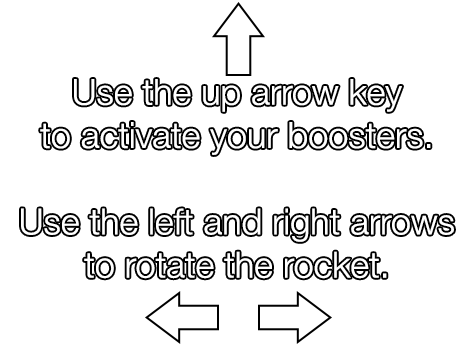 Use the up arrow key
to activate your boosters.
Use the left and right arrows
to rotate the rocket.